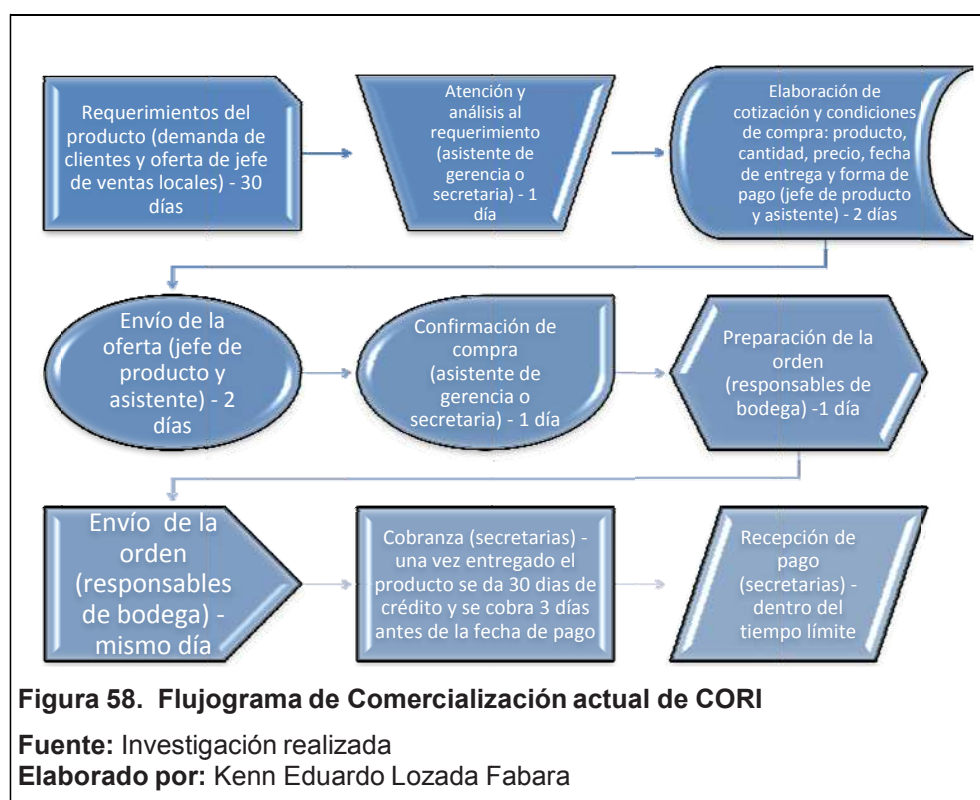 Requerimientos del
producto (demanda de
clientes y oferta de jefe
de ventas locales) - 30
días
Atención y
análisis al
requerimiento
(asistente de
gerencia o
secretaria) - 1
día
Elaboración de
cotización y condiciones
de compra: producto,
cantidad, precio, fecha
de entrega y forma de
pago (jefe de producto
y asistente) - 2 días
Envío de la
oferta (jefe de
producto y
asistente) - 2
días
Confirmación de
compra
(asistente de
gerencia o
secretaria) - 1 día
Preparación de la
orden
(responsables de
bodega) -1 día
Envío de la
orden
(responsables
de bodega) -
mismo día
Cobranza (secretarias) -
una vez entregado el
producto se da 30 dias de
crédito y se cobra 3 días
antes de la fecha de pago
Recepción de
pago
(secretarias) -
dentro del
tiempo límite
Figura 58. Flujograma de Comercialización actual de CORI
Fuente: Investigación realizada
Elaborado por: Kenn Eduardo Lozada Fabara